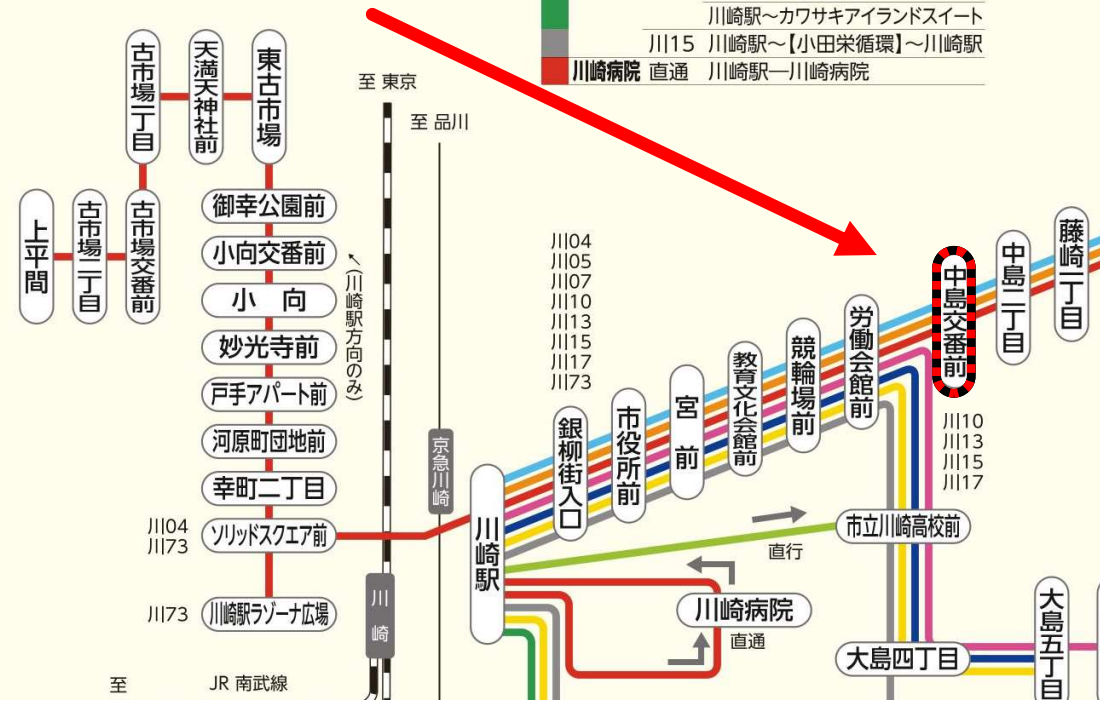 川崎駅～カワサキアイランドスイート
川15 川崎駅～【小田栄循環】～川崎駅
川崎病院 直通 川崎駅―川崎病院
至 東京
至 品川
古市場一丁目
天満天神社前
東古市場
上平間
古市場二丁目
古市場交番前
御幸公園前
小向交番前
小向
妙光寺前
戸手アパート前
河原町団地前
幸町二丁目
川04
川73
ソリッドスクエア前
川73
川崎駅ラゾーナ広場
至
JR 南武線
↖(川崎駅方向のみ)
京急川崎
川崎
川04
川05
川07
川10
川13
川15
川17
川73
川崎駅
銀柳街入口
市役所前
宮前
教育文化会館前
競輪場前
労働会館前
中島交番前
中島二丁目
藤崎一丁目
川10
川13
川15
川17
市立川崎高校前
直行
川崎病院
直通
大島四丁目
大島五丁目